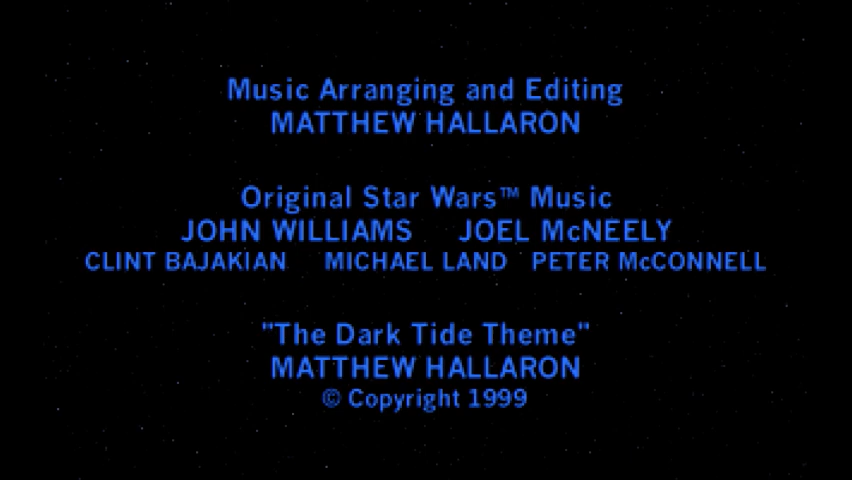 Music Arranging and Editing
MATTHEW HALLARON
Original Star Wars™ Music
JOHN WILLIAMS JOEL McNEELY
CLINT BAJAKIAN MICHAEL LAND PETER McCONNELL
"The Dark Tide Theme"
MATTHEW HALLARON
© Copyright 1999